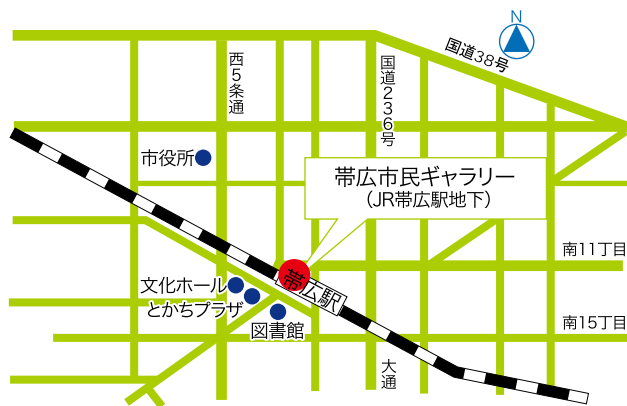 N
国道38号
西5条通
国道236号
市役所
帯広市民ギャラリー
（JR帯広駅地下）
南11丁目
帯広駅
文化ホール
とかちプラザ
図書館
南15丁目
大通